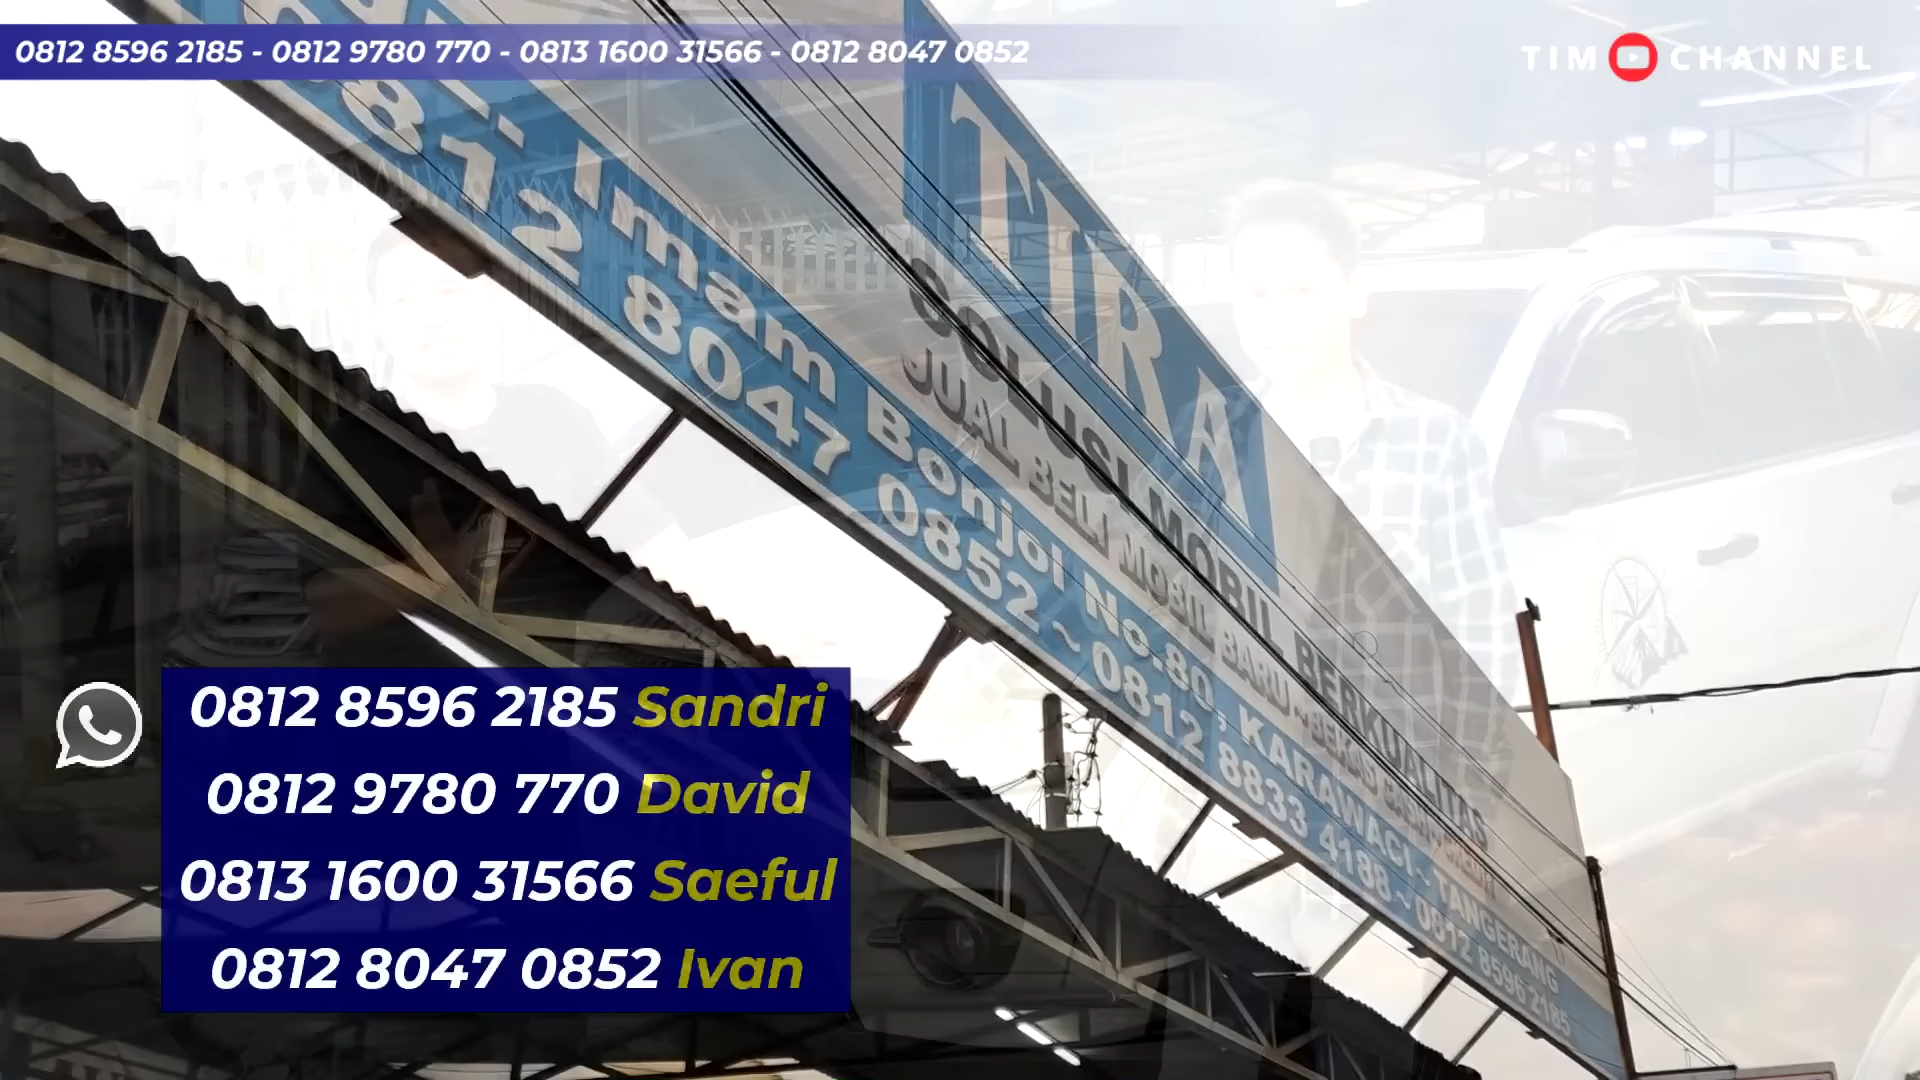 0812 8596 2185 - 0812 9780 770 - 0813 1600 31566 - 0812 8047 0852
TIM CHANNEL
TIRA
SOLUSI MOBIL BERKUALITAS
JUAL BELI MOBIL BARU ~ BEKAS
Imam Bonjol No.80, KARAWACI ~ TANGERANG
0812 8047 0852 ~ 0812 8833 4188 ~ 0812 8596 2185
0812 8596 2185 Sandri
0812 9780 770 David
0813 1600 31566 Saeful
0812 8047 0852 Ivan